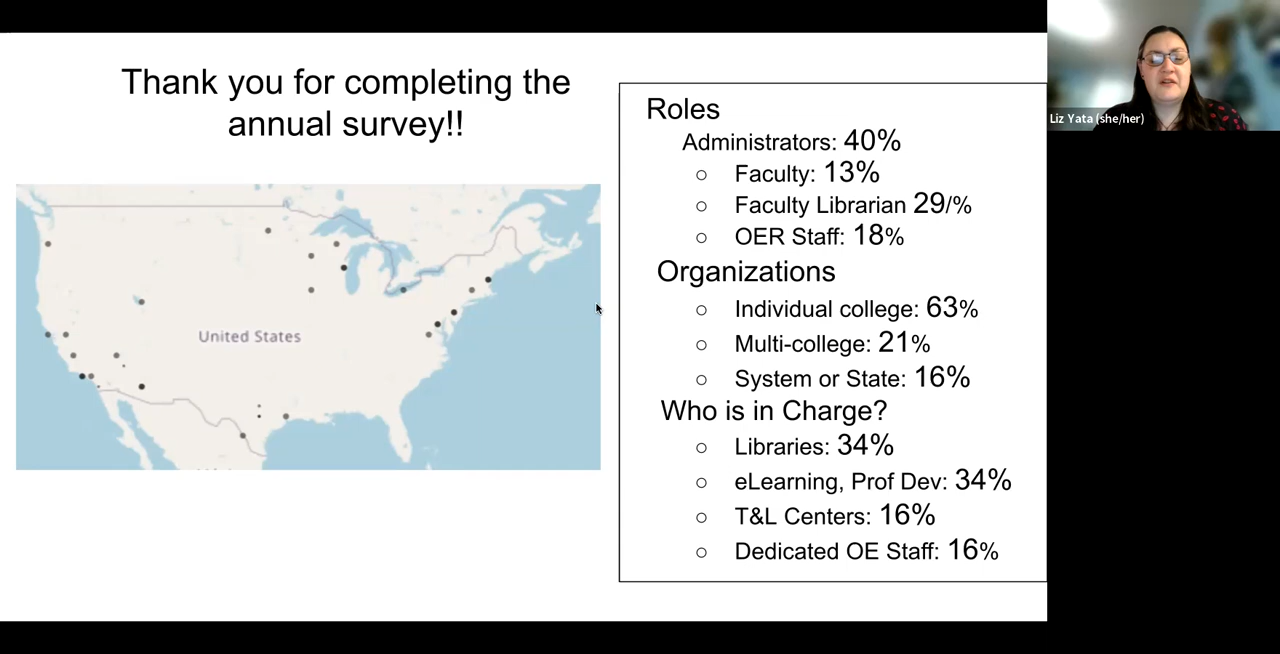 Thank you for completing the
annual survey!!
United States
Roles
Administrators: 40%
○ Faculty: 13%
○ Faculty Librarian 29/%
○ OER Staff: 18%
Organizations
○ Individual college: 63%
○ Multi-college: 21%
○ System or State: 16%
Who is in Charge?
○ Libraries: 34%
○ eLearning, Prof Dev: 34%
○ T&L Centers: 16%
○ Dedicated OE Staff: 16%
Liz Yata (she/her)